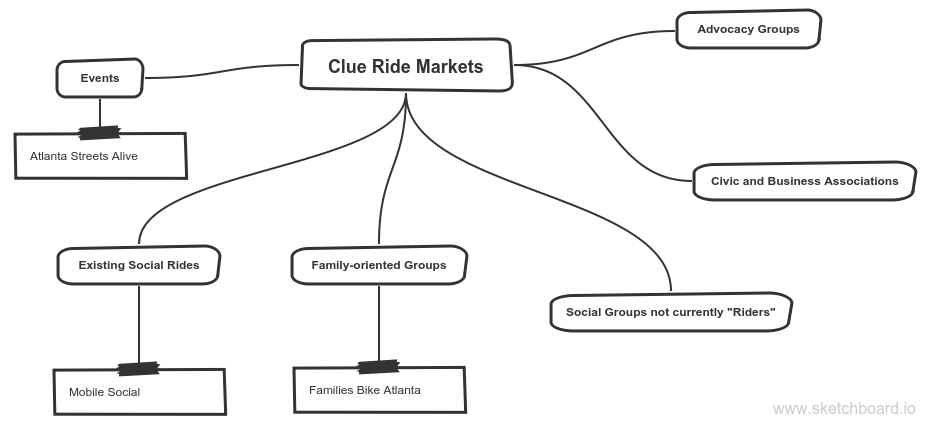 Clue Ride Markets
Advocacy Groups
Events
Atlanta Streets Alive
Civic and Business Associations
Existing Social Rides
Family-oriented Groups
Social Groups not currently "Riders"
Mobile Social
Families Bike Atlanta
www.sketchboard.io